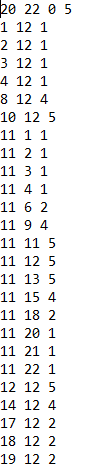 20 22 0 5
1 12 1
2 12 1
3 12 1
4 12 1
8 12 4
10 12 5
11 1 1
11 2 1
11 3 1
11 4 1
11 6 2
11 9 4
11 11 5
11 12 5
11 13 5
11 15 4
11 18 2
11 20 1
11 21 1
11 22 1
12 12 5
14 12 4
17 12 2
18 12 2
19 12 2